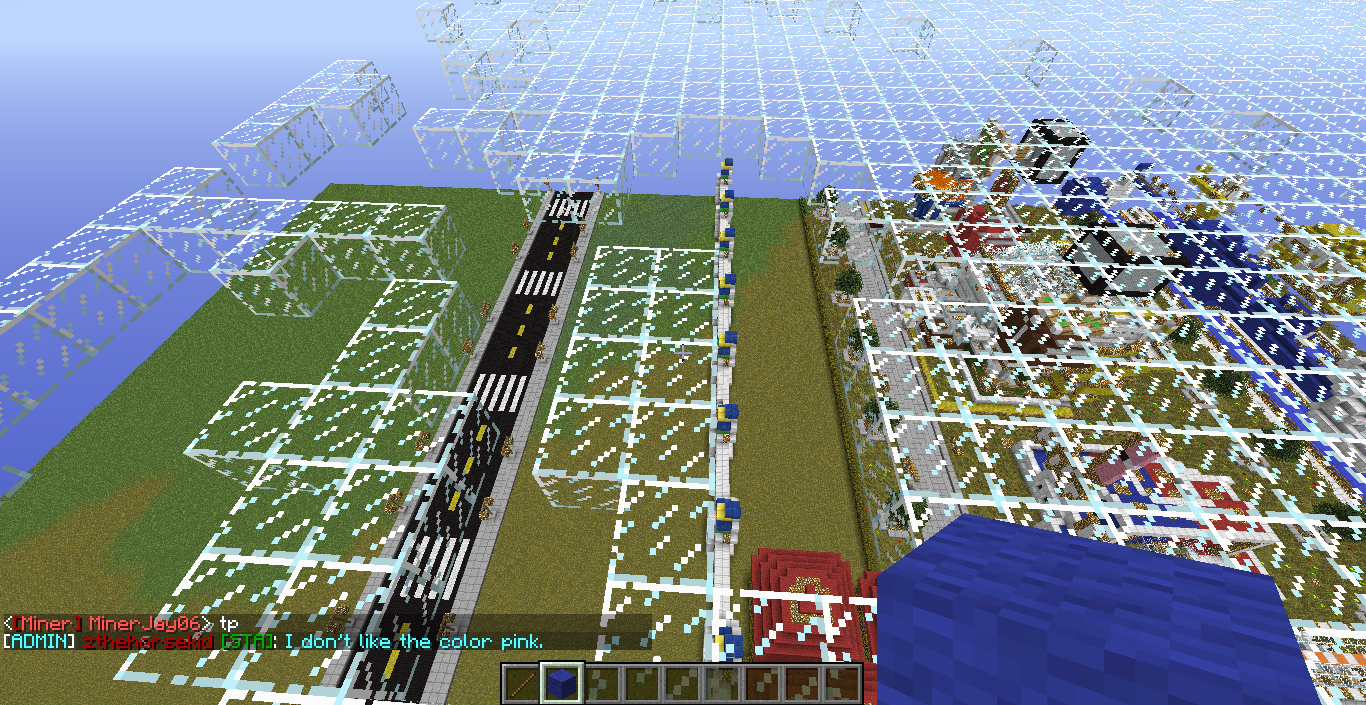 <[Miner] MinerJay06> tp
[ADMIN] zthehorsekid [STA]: I don't like the color pink.